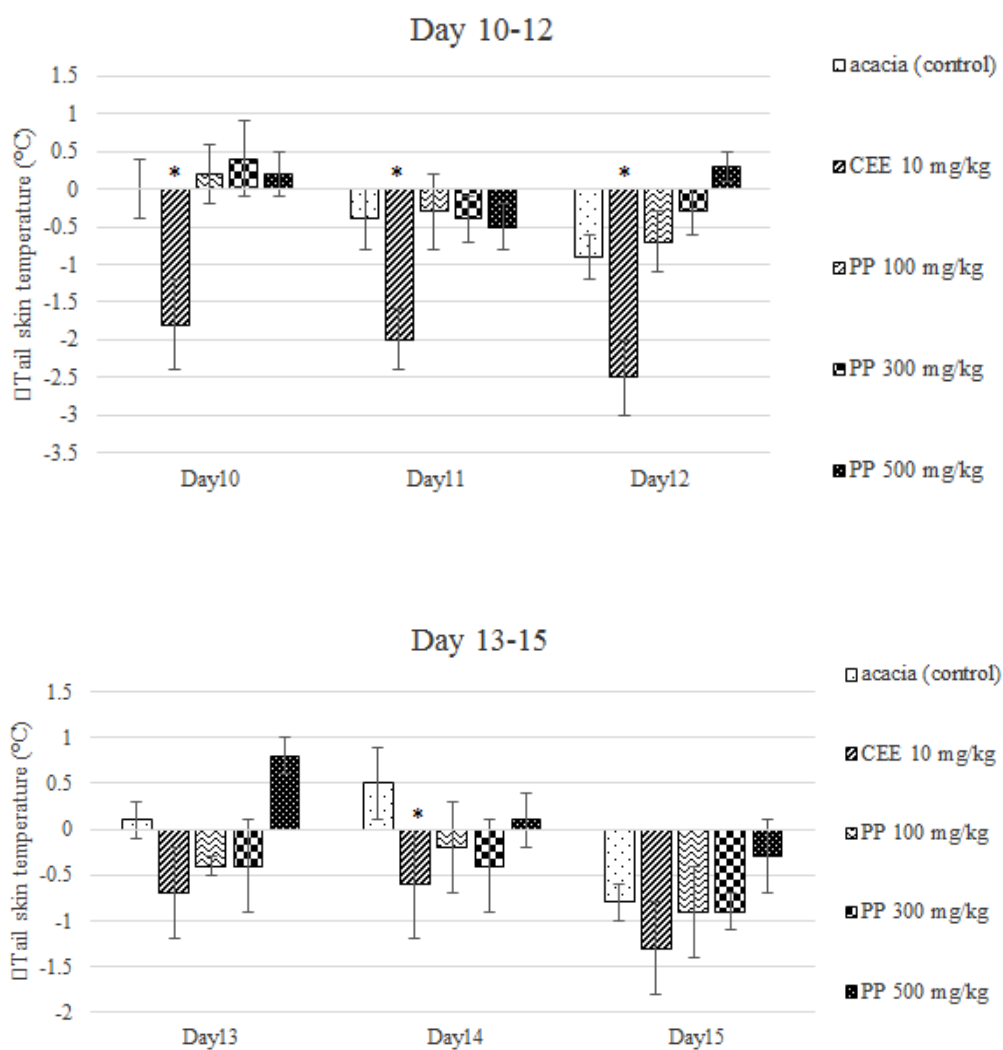 Day 10-12
1.5
1
0.5
0
-0.5
-1
-1.5
-2
-2.5
-3
-3.5
□Tail skin temperature (°C)
* * *
Day10 Day11 Day12
acacia (control)
CEE 10 mg/kg
PP 100 mg/kg
PP 300 mg/kg
PP 500 mg/kg
Day 13-15
1.5
1
0.5
0
-0.5
-1
-1.5
-2
□Tail skin temperature (°C)
*
Day13 Day14 Day15
acacia (control)
CEE 10 mg/kg
PP 100 mg/kg
PP 300 mg/kg
PP 500 mg/kg